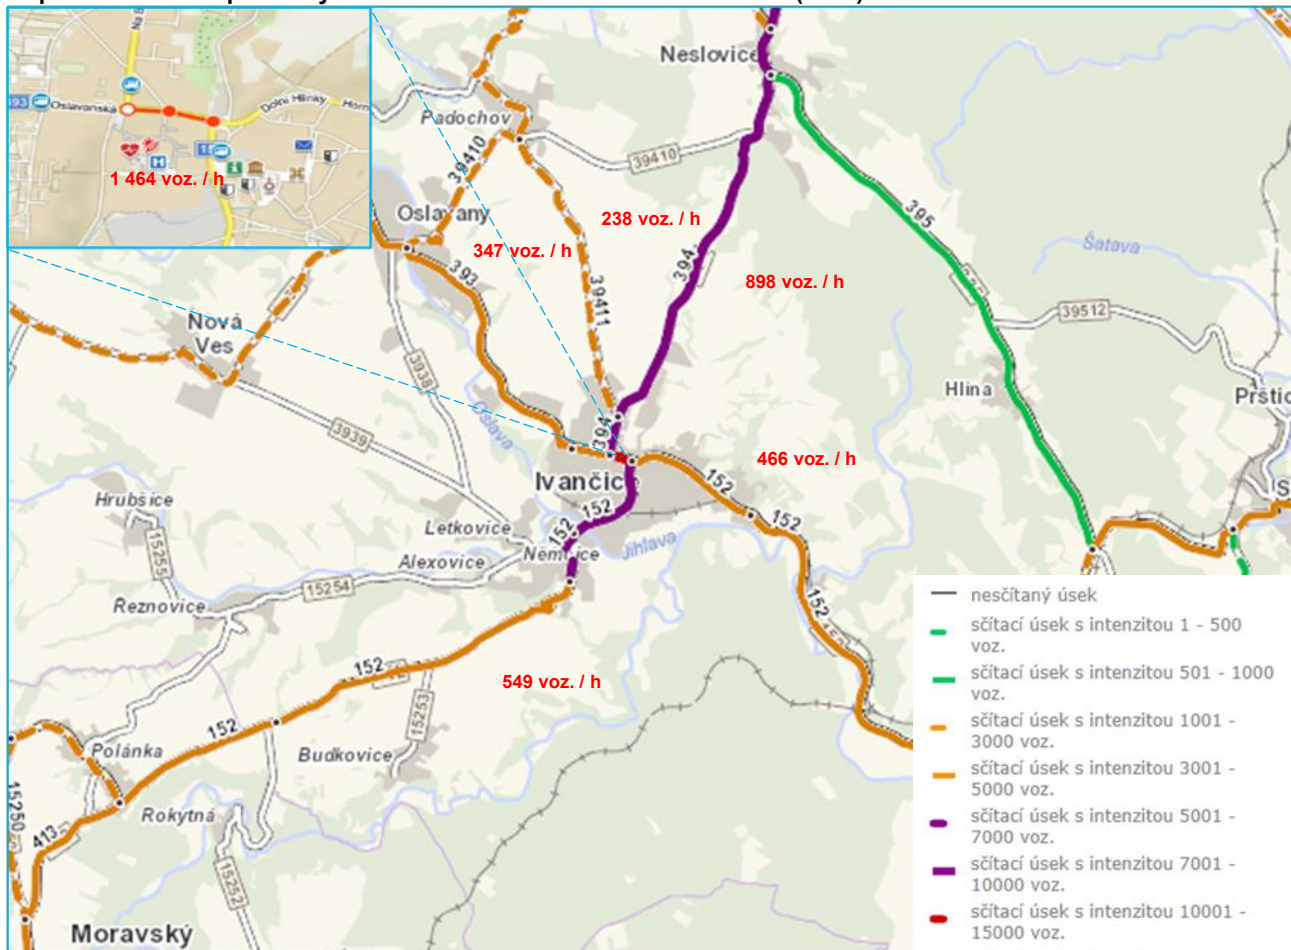 Na B
393
Oslavanská
Dolní Hlinky
Horn
H
1 464 voz. / h
Neslovice
Padochov
39410
39410
Oslavany
238 voz. / h
347 voz. / h
394
898 voz. / h
395
Šatava
393
39411
39512
Nová
Ves
3938
Hlína
Prštic
3939
Oslava
394
466 voz. / h
Ivančice
152
152
152
Hrubšice
Letkovice
152
Němčice
Jihlava
15255
Alexovice
15254
Řeznovice
152
152
549 voz. / h
152
15253
Polánka
Budkovice
15250
Rokytná
413
15252
Moravský
nesčítaný úsek
sčítací úsek s intenzitou 1 - 500
voz.
sčítací úsek s intenzitou 501 - 1000
voz.
sčítací úsek s intenzitou 1001 -
3000 voz.
sčítací úsek s intenzitou 3001 -
5000 voz.
sčítací úsek s intenzitou 5001 -
7000 voz.
sčítací úsek s intenzitou 7001 -
10000 voz.
sčítací úsek s intenzitou 10001 -
15000 voz.